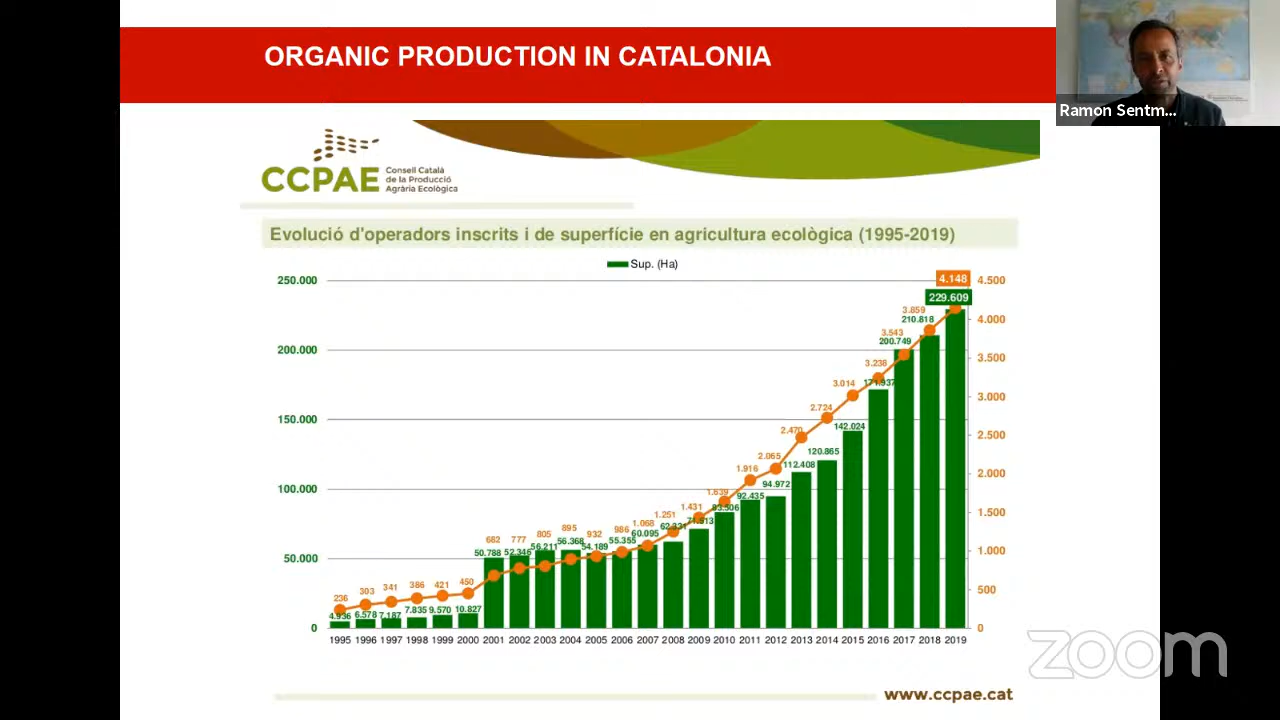 ORGANIC PRODUCTION IN CATALONIA
Ramon Sentm...
CCPAE
Consell Català
de la Producció
Agrària Ecològica
Evolució d'operadors inscrits i de superfície en agricultura ecològica (1995-2019)
Sup. (Ha)
250.000
200.000
150.000
100.000
50.000
0
4.500
4.000
3.500
3.000
2.500
2.000
1.500
1.000
500
0
236 303 341 386 421 450 682 777 805 895 932 986 1.068 1.251 1.431 1.639 1.916 2.065 2.470 2.724 3.014 3.238 3.543 3.859 4.148
4.936 6.578 7.187 7.835 9.570 10.827 50.788 52.346 56.211 56.368 54.189 55.355 60.095 62.331 83.506 92.435 94.972 112.408 120.865 142.024 171.937 200.749 210.818 229.609
1995 1996 1997 1998 1999 2000 2001 2002 2003 2004 2005 2006 2007 2008 2009 2010 2011 2012 2013 2014 2015 2016 2017 2018 2019
zoom
www.ccpae.cat